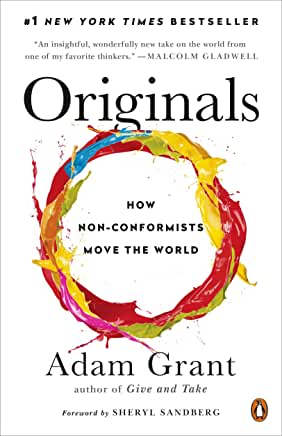 #1 NEW YORK TIMES BESTSELLER
“An insightful, wonderfully new take on the world from
one of my favorite thinkers.”—MALCOLM GLADWELL
Originals
HOW
NON-CONFORMISTS
MOVE THE WORLD
Adam Grant
author of Give and Take
Foreword by SHERYL SANDBERG